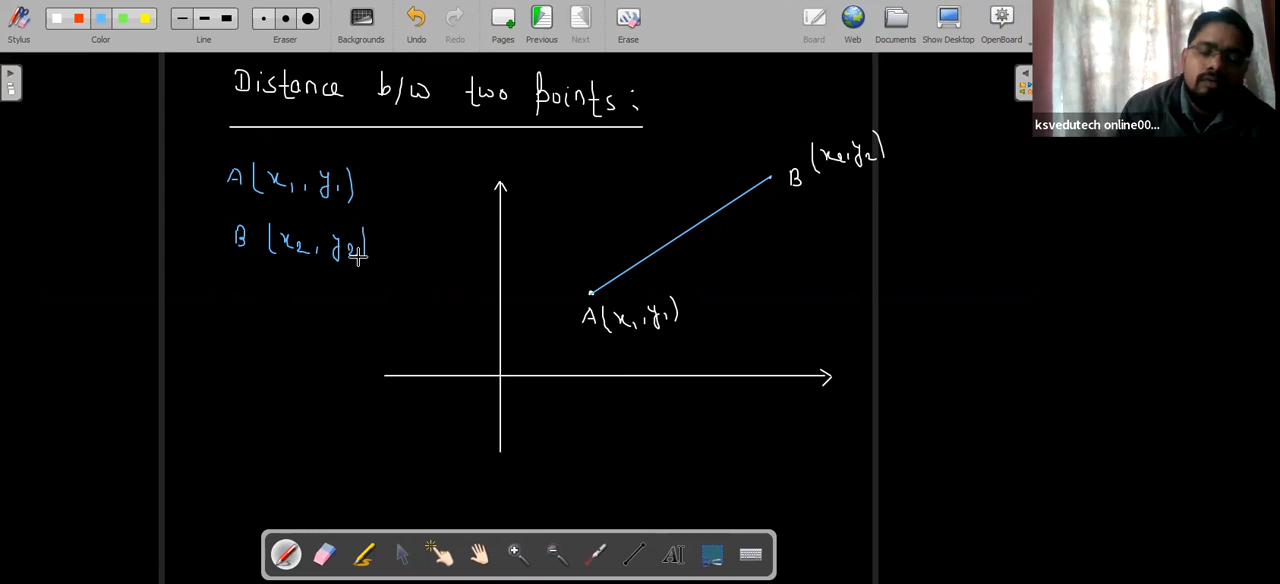 Stylus Color Line Eraser Backgrounds Undo Redo Pages Previous Next Erase Board Web Documents Show Desktop OpenBoard
ksvedutech online00...
Distance b/w two points:
A(x₁, y₁)
B (x₂, y₂)
B (x₂, y₂)
A(x₁, y₁)
AI